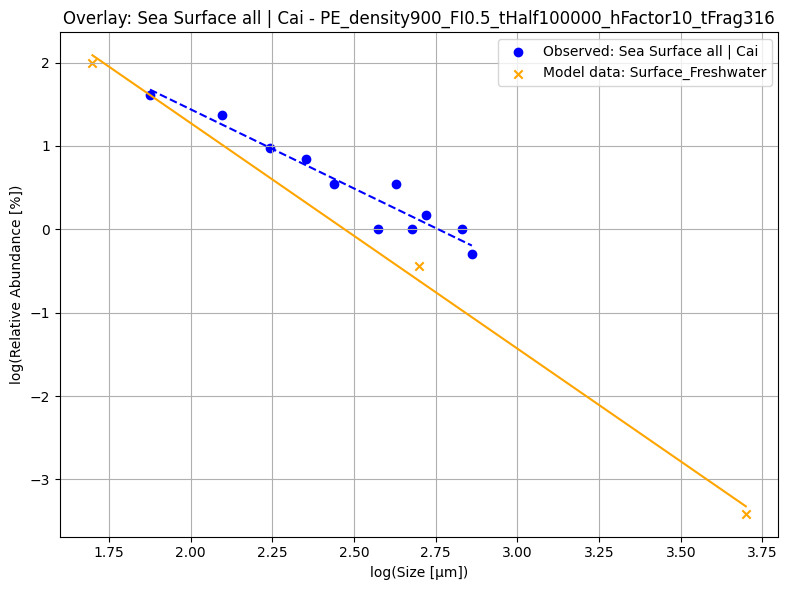 Overlay: Sea Surface all | Cai - PE_density900_FI0.5_tHalf100000_hFactor10_tFrag316
Observed: Sea Surface all | Cai
Model data: Surface_Freshwater
log(Relative Abundance [%])
2
1
0
−1
−2
−3
1.75 2.00 2.25 2.50 2.75 3.00 3.25 3.50 3.75
log(Size [μm])